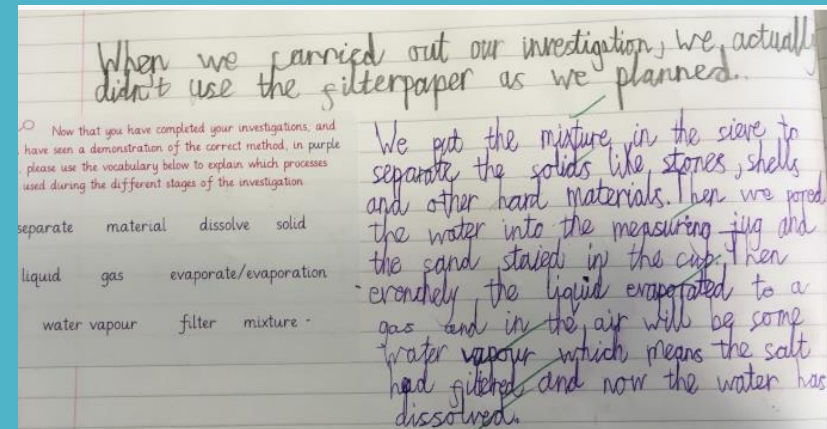 When we carried out our investigation, we, actually
didn't use the filterpaper as we planned..
Now that you have completed your investigations, and
have seen a demonstration of the correct method, in purple
please use the vocabulary below to explain which processes
used during the different stages of the investigation
separate material dissolve solid
liquid gas evaporate/evaporation
water vapour filter mixture
We put the mixture in the sieve to
separate the solids like, stones, shells
and other hard materials. Then we pored
the water into the measuring jug and
the sand staied in the cup. Then
evenchely, the liquid evaporated to a
gas and in the air will be some
water vapour which means the salt
had filtered and now the water has
dissolved.